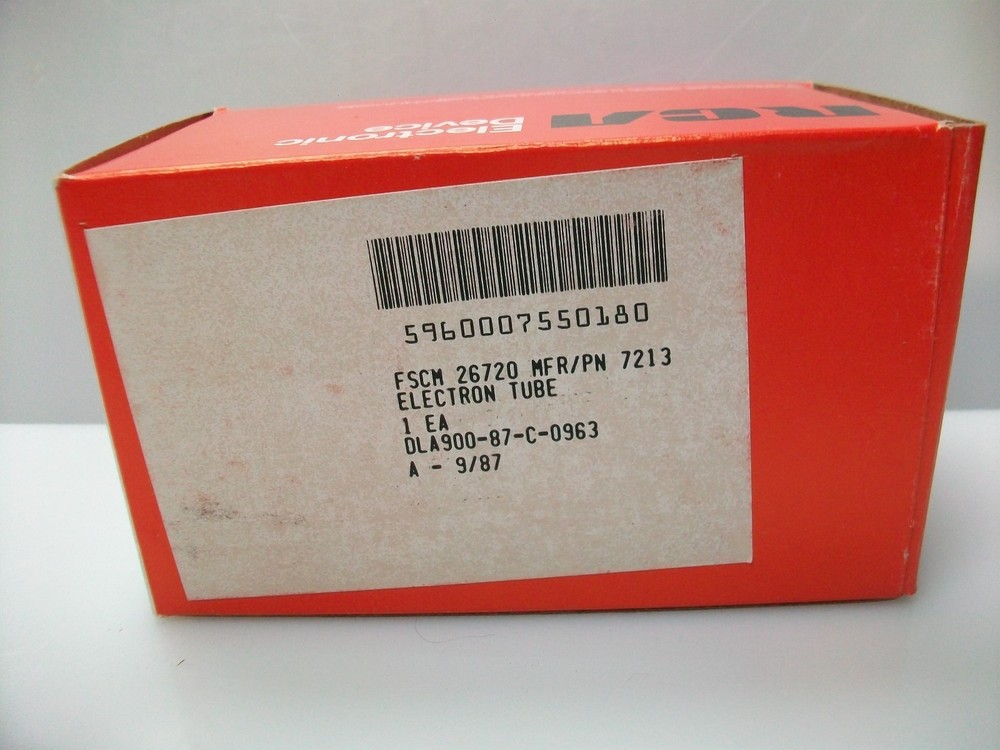 Electronic
Device
RCA
5960007550180
FSCM 26720 MFR/PN 7213
ELECTRON TUBE
1 EA
DLA900-87-C-0963
A - 9/87